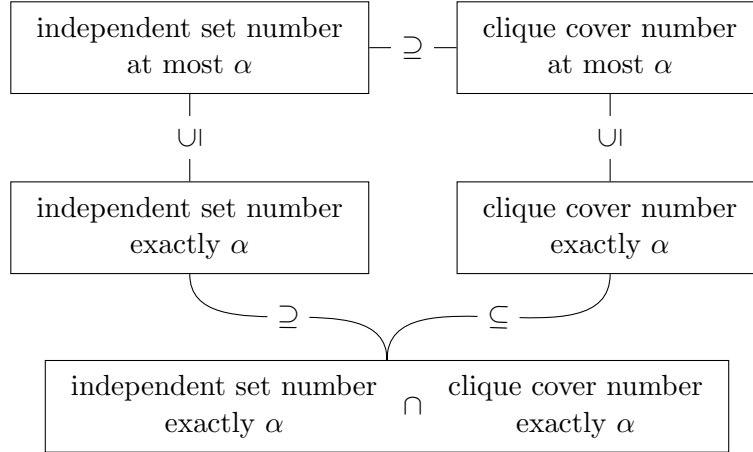 independent set number
at most α
⊇
clique cover number
at most α
⊆
⊆
independent set number
exactly α
clique cover number
exactly α
⊇
⊆
independent set number
exactly α
∩
clique cover number
exactly α